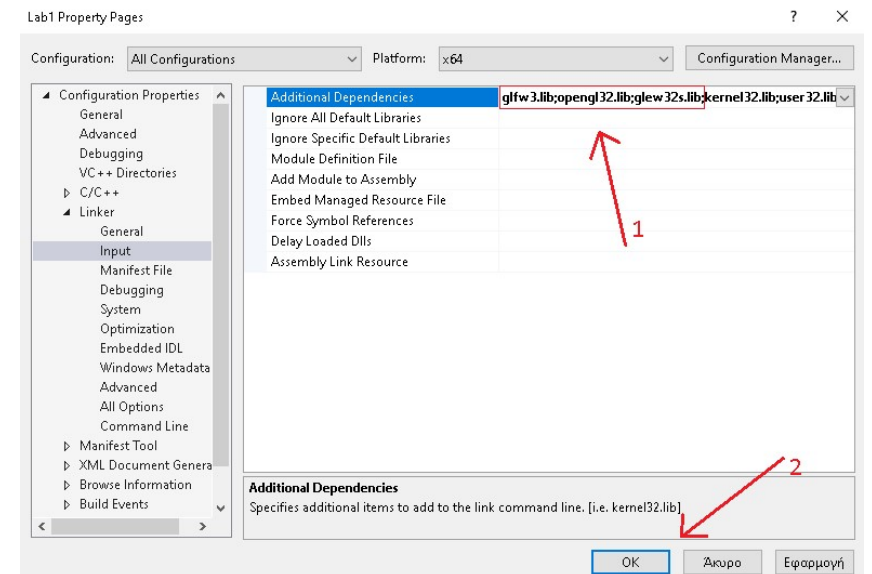 Lab1 Property Pages ? ×
Configuration: All Configurations Platform: x64 Configuration Manager...
Configuration Properties
General
Advanced
Debugging
VC++ Directories
C/C++
Linker
General
Input
Manifest File
Debugging
System
Optimization
Embedded IDL
Windows Metadata
Advanced
All Options
Command Line
Manifest Tool
XML Document Genera
Browse Information
Build Events
Additional Dependencies glfw3.lib;opengl32.lib;glew32s.lib;kernel32.lib;user32.lib
Ignore All Default Libraries
Ignore Specific Default Libraries
Module Definition File
Add Module to Assembly
Embed Managed Resource File
Force Symbol References
Delay Loaded Dlls
Assembly Link Resource
1
2
Additional Dependencies
Specifies additional items to add to the link command line. [i.e. kernel32.lib]
OK Άκυρο Εφαρμογή